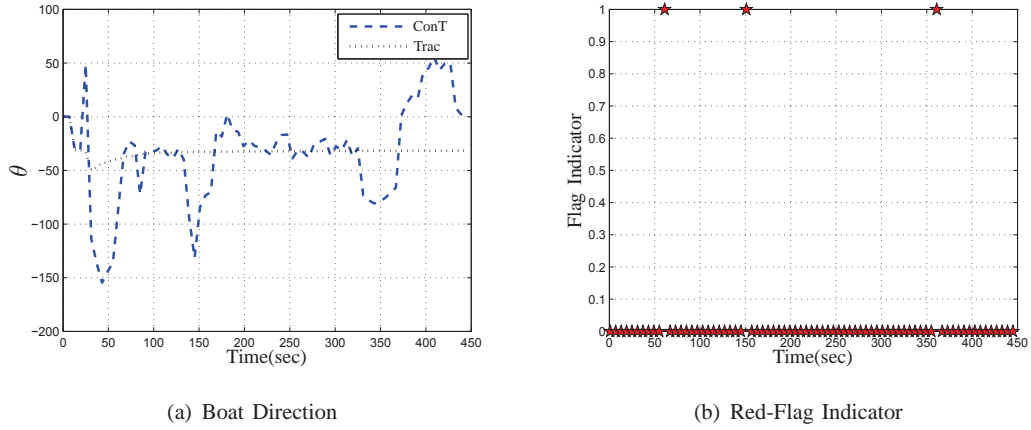 100
50
0
−50
−100
−150
−200
θ
0 50 100 150 200 250 300 350 400 450
Time(sec)
ConT
Trac
(a) Boat Direction
1
0.9
0.8
0.7
0.6
0.5
0.4
0.3
0.2
0.1
0
Flag Indicator
0 50 100 150 200 250 300 350 400 450
Time(sec)
(b) Red-Flag Indicator